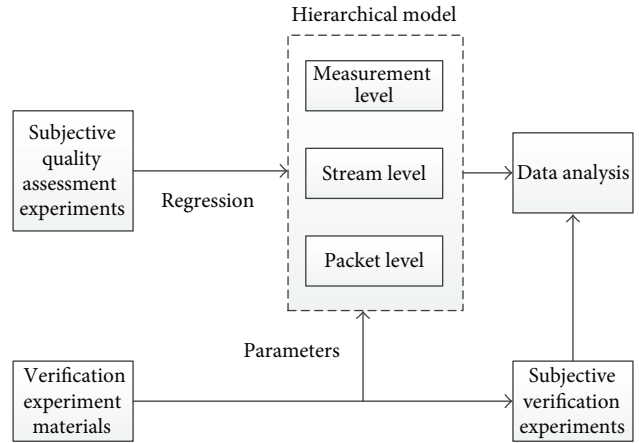 Hierarchical model
Measurement
level
Subjective
quality
assessment
experiments
Regression
Stream level
Data analysis
Packet level
Parameters
Verification
experiment
materials
Subjective
verification
experiments